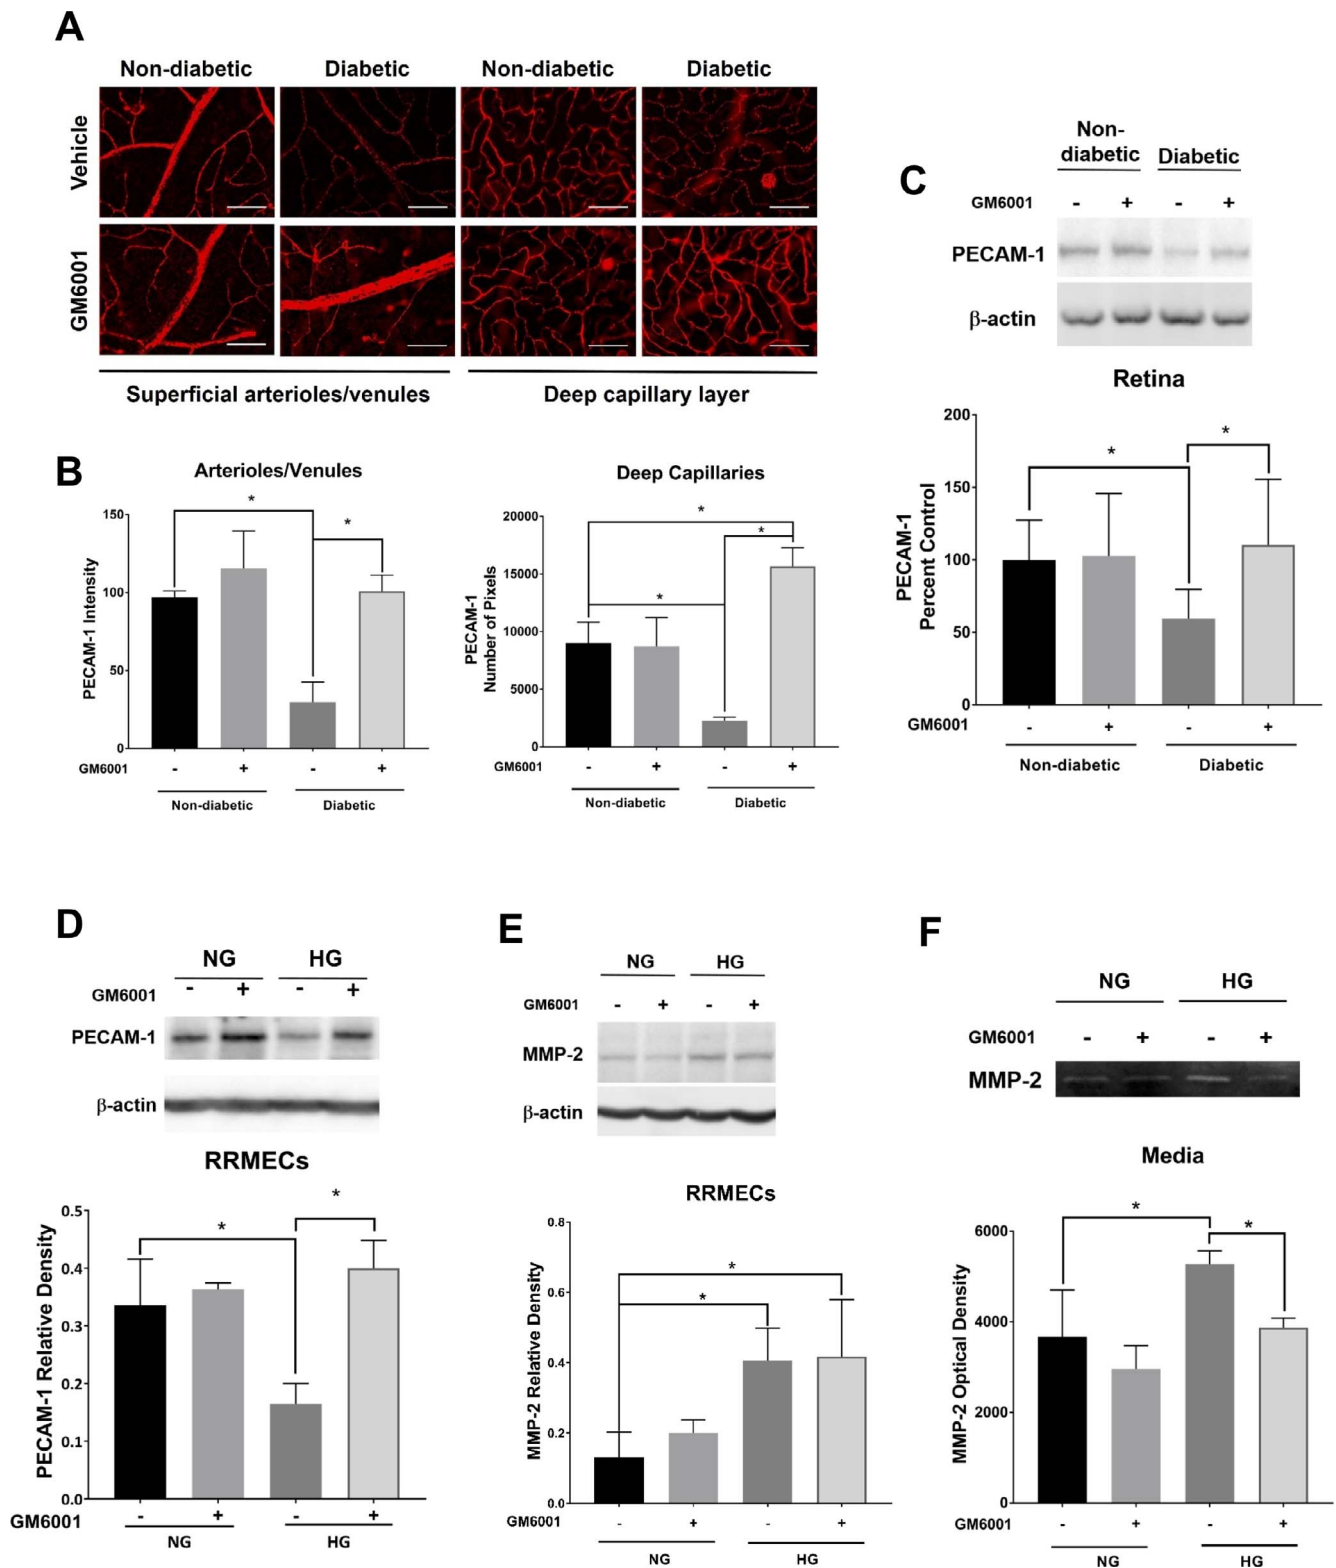 A
Non-diabetic Diabetic Non-diabetic Diabetic
Vehicle
GM6001
Superficial arterioles/venules Deep capillary layer
B
Arterioles/Venules
PECAM-1 Intensity
150
100
50
0
* *
GM6001 - + - +
Non-diabetic Diabetic
Deep Capillaries
PECAM-1
Number of Pixels
20000
15000
10000
5000
0
*
*
*
GM6001 - + - +
Non-diabetic Diabetic
C
Non-
diabetic Diabetic
GM6001 - + - +
PECAM-1
β-actin
Retina
PECAM-1
Percent Control
200
150
100
50
0
* *
GM6001 - + - +
Non-diabetic Diabetic
D
NG HG
GM6001 - + - +
PECAM-1
β-actin
RRMECs
PECAM-1 Relative Density
0.5
0.4
0.3
0.2
0.1
0.0
* *
GM6001 - + - +
NG HG
E
NG HG
GM6001 - + - +
MMP-2
β-actin
RRMECs
MMP-2 Relative Density
0.8
0.6
0.4
0.2
0.0
*
*
GM6001 - + - +
NG HG
F
NG HG
GM6001 - + - +
MMP-2
Media
MMP-2 Optical Density
6000
4000
2000
0
* *
GM6001 - + - +
NG HG